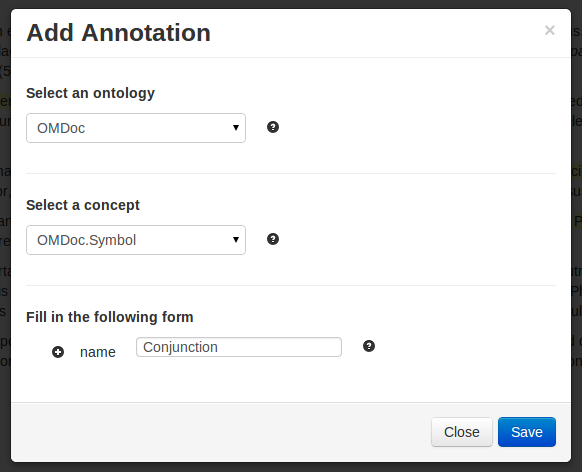 Add Annotation ×
Select an ontology
OMDoc
Select a concept
OMDoc.Symbol
Fill in the following form
name Conjunction
Close Save